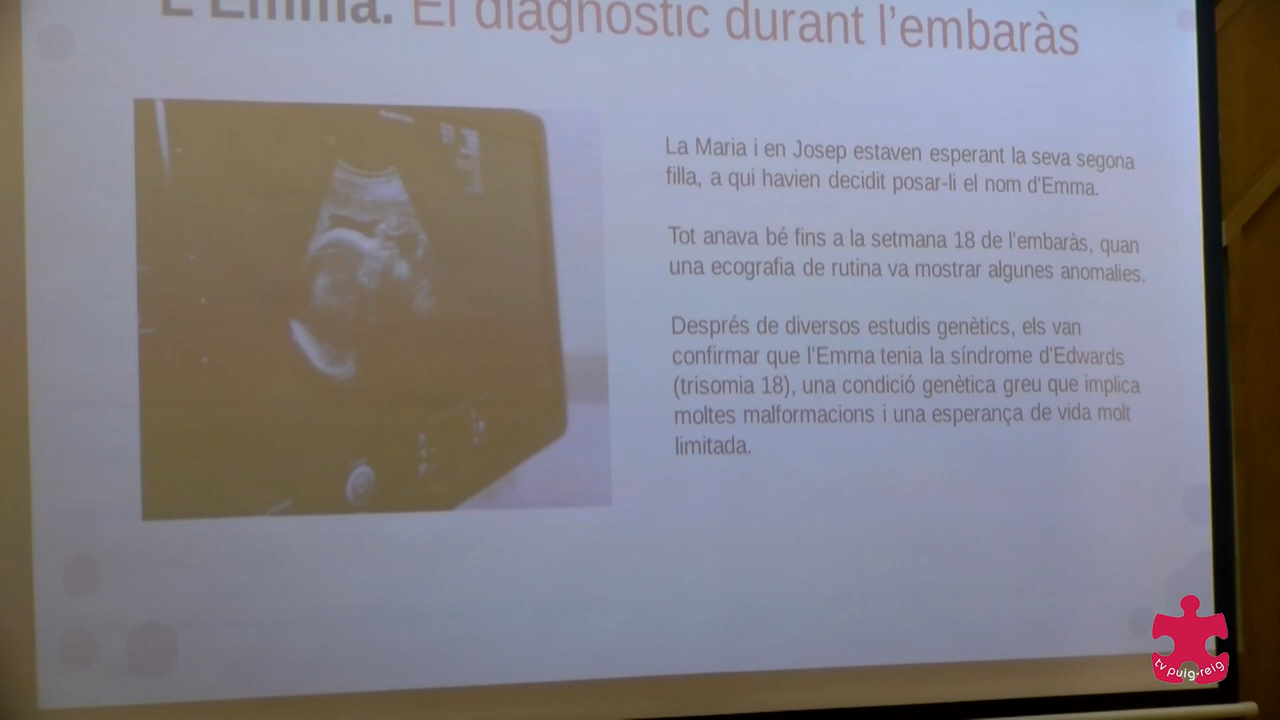 L'Emma. El diagnòstic durant l'embaràs
La Maria i en Josep estaven esperant la seva segona
filla, a qui havien decidit posar-li el nom d'Emma.
Tot anava bé fins a la setmana 18 de l'embaràs, quan
una ecografia de rutina va mostrar algunes anomalies.
Després de diversos estudis genètics, els van
confirmar que l'Emma tenia la síndrome d'Edwards
(trisomia 18), una condició genètica greu que implica
moltes malformacions i una esperança de vida molt
limitada.
tv puig-reig